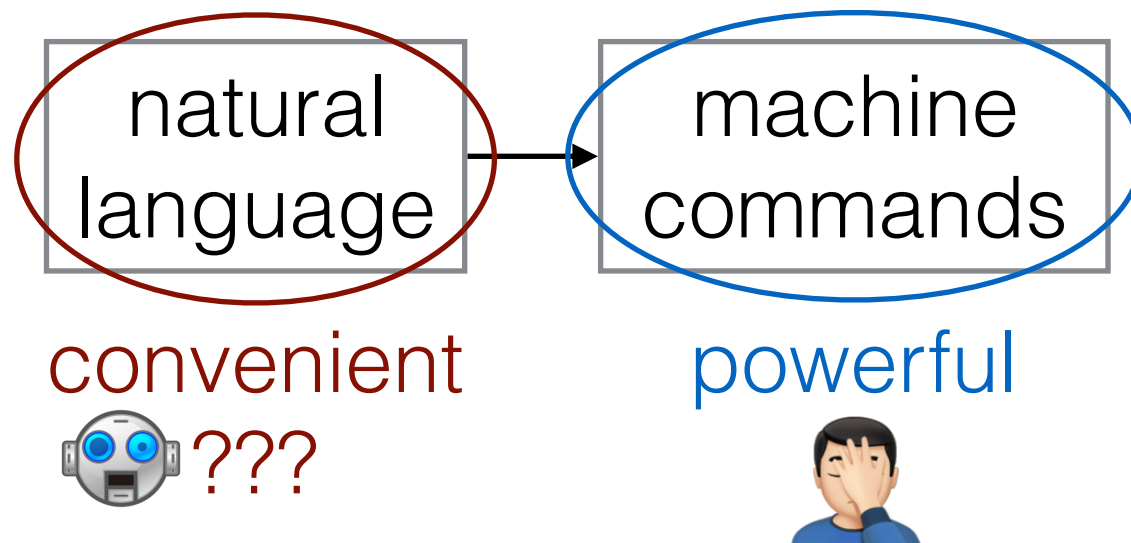 natural
language
machine
commands
convenient
powerful
???